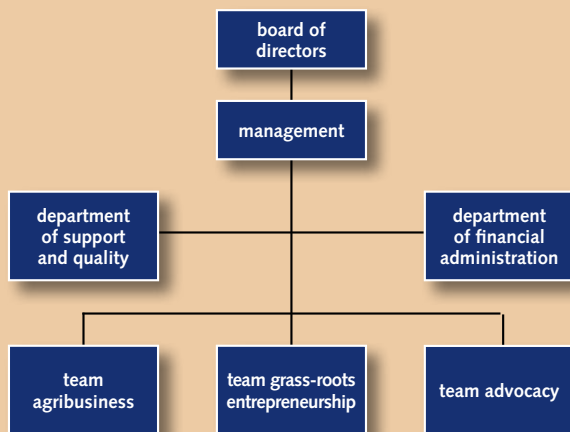 board of
directors
management
department
of support
and quality
department
of financial
administration
team
agribusiness
team grass-roots
entrepreneurship
team advocacy